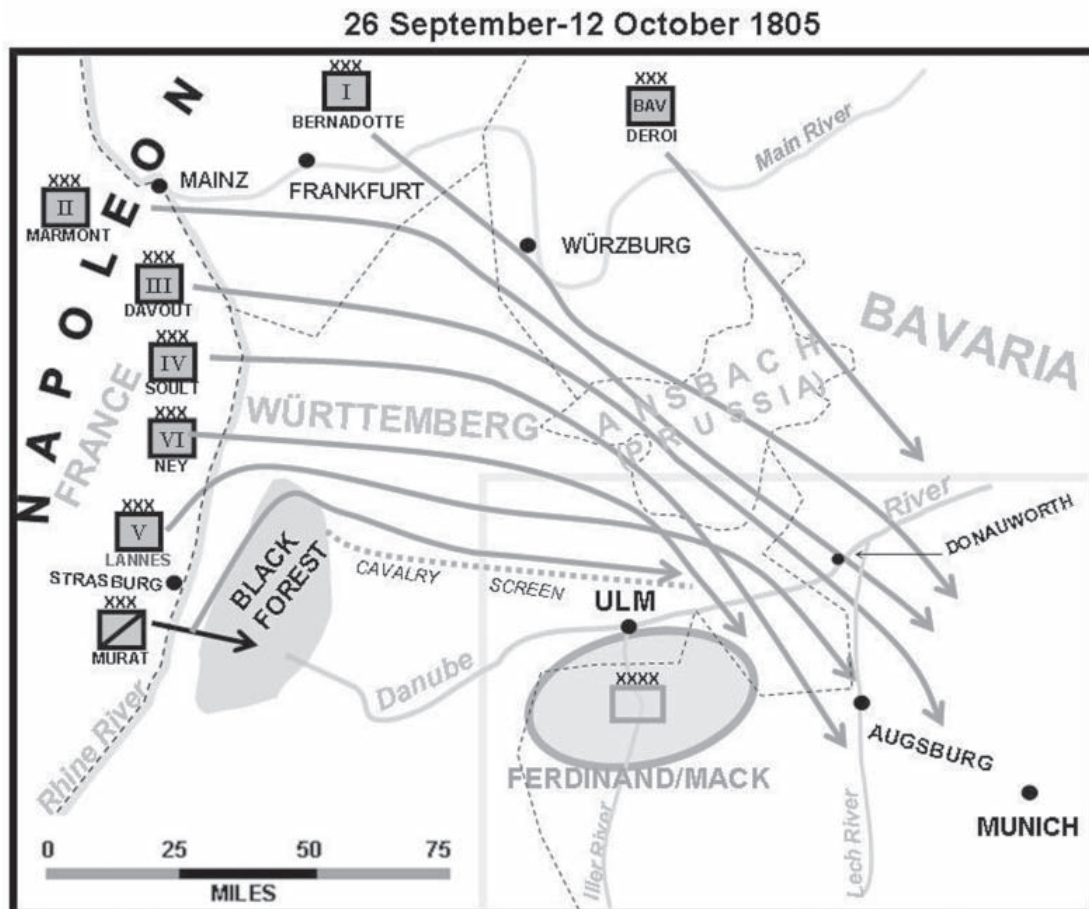 26 September-12 October 1805
NAPOLEON
XXX
I
BERNADOTTE
XXX
BAV
DEROI
Main River
MAINZ
FRANKFURT
XXX
II
MARMONT
WÜRZBURG
XXX
III
DAVOUT
BAVARIA
XXX
IV
SOULT
FRANCE
WÜRTTEMBERG
ANSBACH
(PRUSSIA)
XXX
VI
NEY
XXX
V
LANNES
River
DONAUWORTH
STRASBURG
BLACK
FOREST
CAVALRY
SCREEN
ULM
XXX
MURAT
Danube
XXXX
AUGSBURG
Rhine River
FERDINAND/MACK
MUNICH
Iller River
Lech River
0 25 50 75
MILES